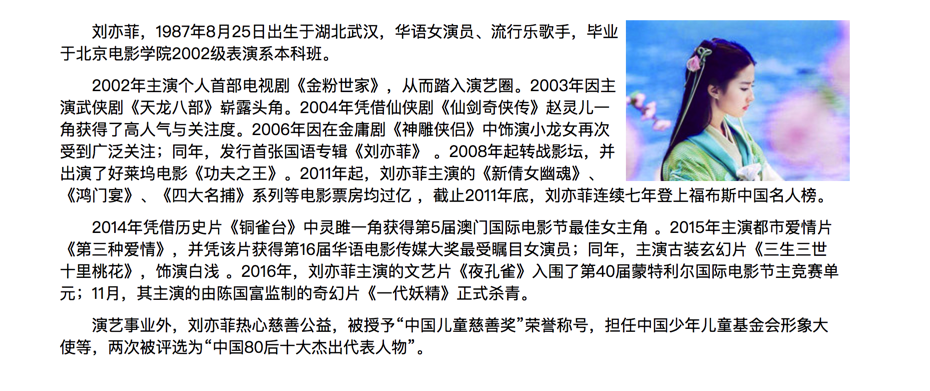 刘亦菲，1987年8月25日出生于湖北武汉，华语女演员、流行乐歌手，毕业
于北京电影学院2002级表演系本科班。
2002年主演个人首部电视剧《金粉世家》，从而踏入演艺圈。2003年因主
演武侠剧《天龙八部》崭露头角。2004年凭借仙侠剧《仙剑奇侠传》赵灵儿一
角获得了高人气与关注度。2006年因在金庸剧《神雕侠侣》中饰演小龙女再次
受到广泛关注；同年，发行首张国语专辑《刘亦菲》 。2008年起转战影坛，并
出演了好莱坞电影《功夫之王》。2011年起，刘亦菲主演的《新倩女幽魂》、
《鸿门宴》、《四大名捕》系列等电影票房均过亿 ，截止2011年底，刘亦菲连续七年登上福布斯中国名人榜。
2014年凭借历史片《铜雀台》中灵雎一角获得第5届澳门国际电影节最佳女主角 。2015年主演都市爱情片
《第三种爱情》，并凭该片获得第16届华语电影传媒大奖最受瞩目女演员；同年，主演古装玄幻片《三生三世
十里桃花》，饰演白浅 。2016年，刘亦菲主演的文艺片《夜孔雀》入围了第40届蒙特利尔国际电影节主竞赛单
元；11月，其主演的由陈国富监制的奇幻片《一代妖精》正式杀青。
演艺事业外，刘亦菲热心慈善公益，被授予“中国儿童慈善奖”荣誉称号，担任中国少年儿童基金会形象大
使等，两次被评选为“中国80后十大杰出代表人物”。